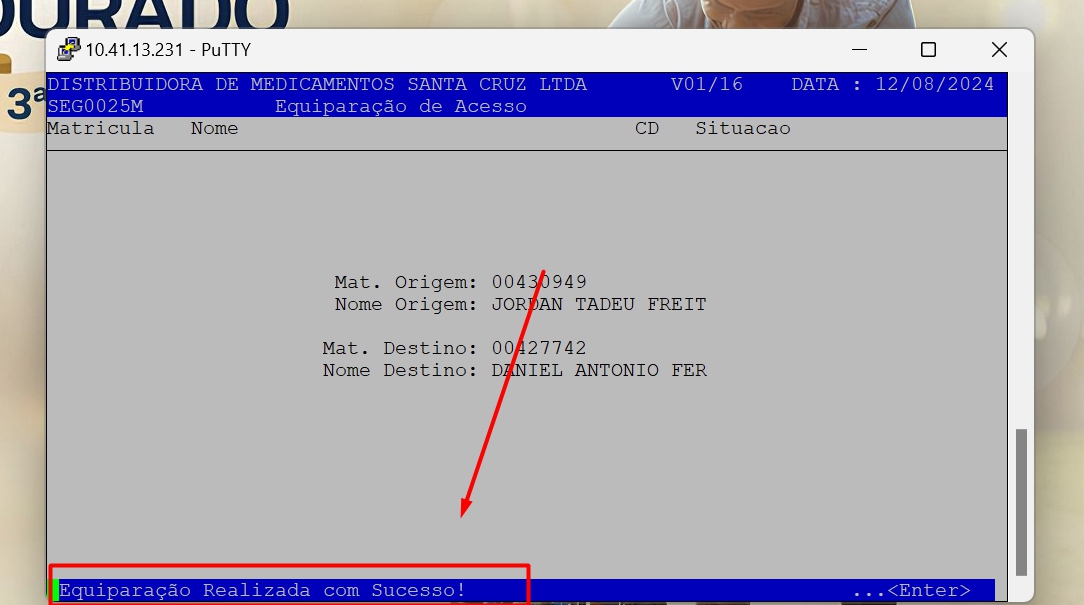 DURADO
3ª
10.41.13.231 - PuTTY
DISTRIBUIDORA DE MEDICAMENTOS SANTA CRUZ LTDA V01/16 DATA : 12/08/2024
SEG0025M Equiparação de Acesso
Matricula Nome CD Situacao
Mat. Origem: 00430949
Nome Origem: JORDAN TADEU FREIT
Mat. Destino: 00427742
Nome Destino: DANIEL ANTONIO FER
Equiparação Realizada com Sucesso! ...<Enter>